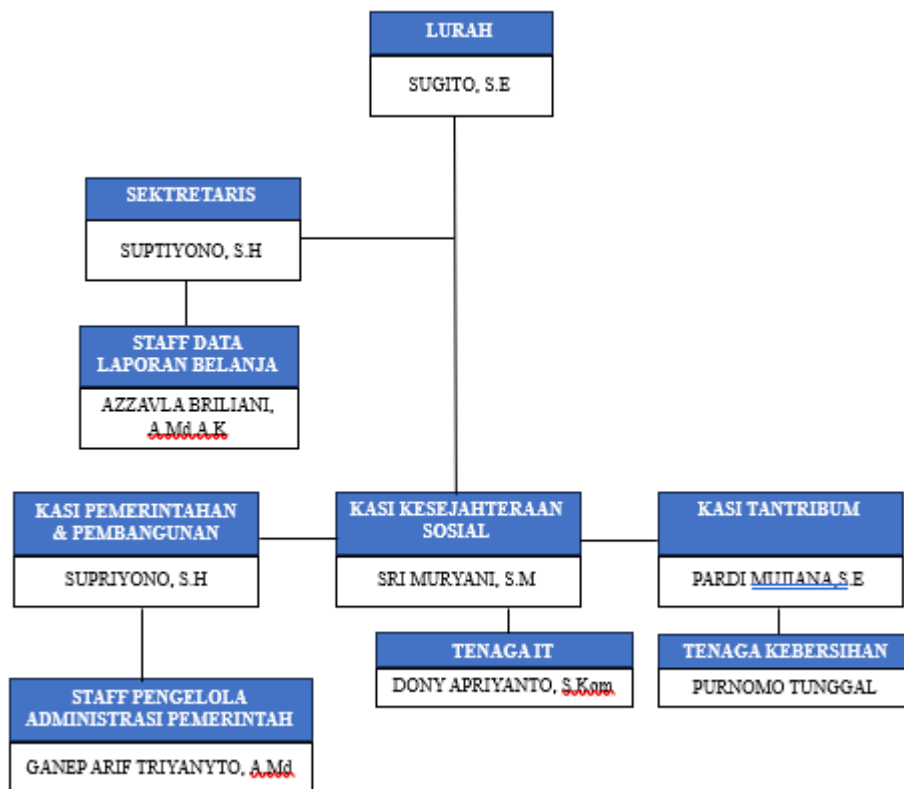 LURAH
SUGITO, S.E
SEKTRETARIS
SUPTIYONO, S.H
STAFF DATA
LAPORAN BELANJA
AZZAVLA BRILIANI,
A.Md.A.K
KASI PEMERINTAHAN
& PEMBANGUNAN
SUPRIYONO, S.H
KASI KESEJAHTERAAN
SOSIAL
SRI MURYANI, S.M
KASI TANTRIBUM
PARDI MUJIANA,S.E
TENAGA IT
DONY APRIYANTO, S.Kom
TENAGA KEBERSIHAN
PURNOMO TUNGGAL
STAFF PENGELOLA
ADMINISTRASI PEMERINTAH
GANEP ARIF TRIYANYTO, A.Md